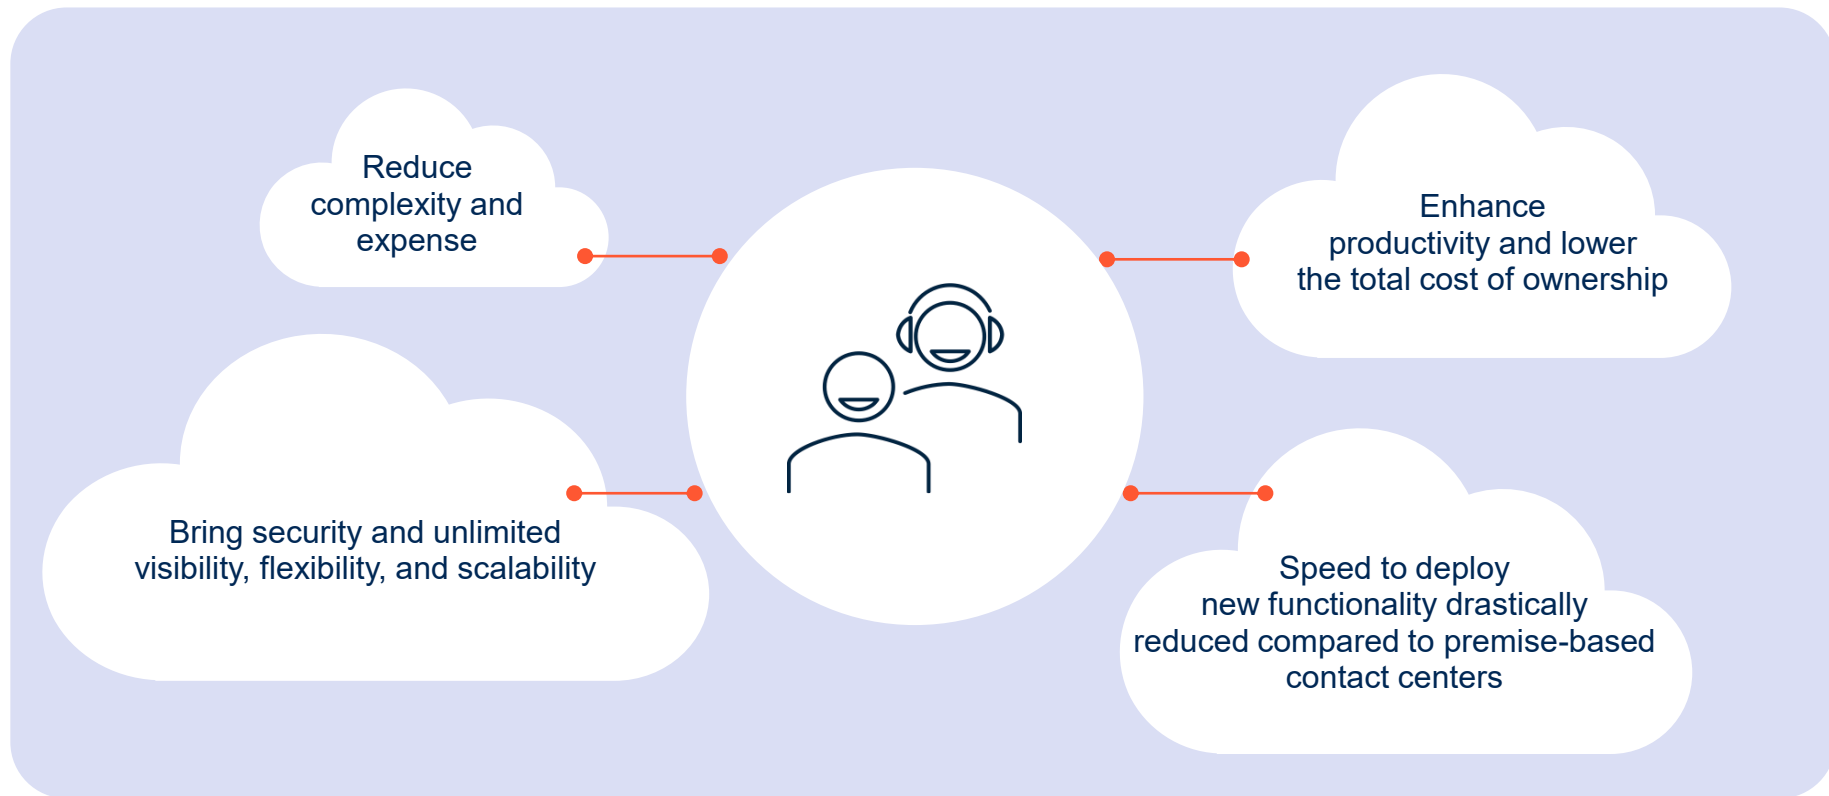 Reduce
complexity and
expense
Enhance
productivity and lower
the total cost of ownership
Bring security and unlimited
visibility, flexibility, and scalability
Speed to deploy
new functionality drastically
reduced compared to premise-based
contact centers